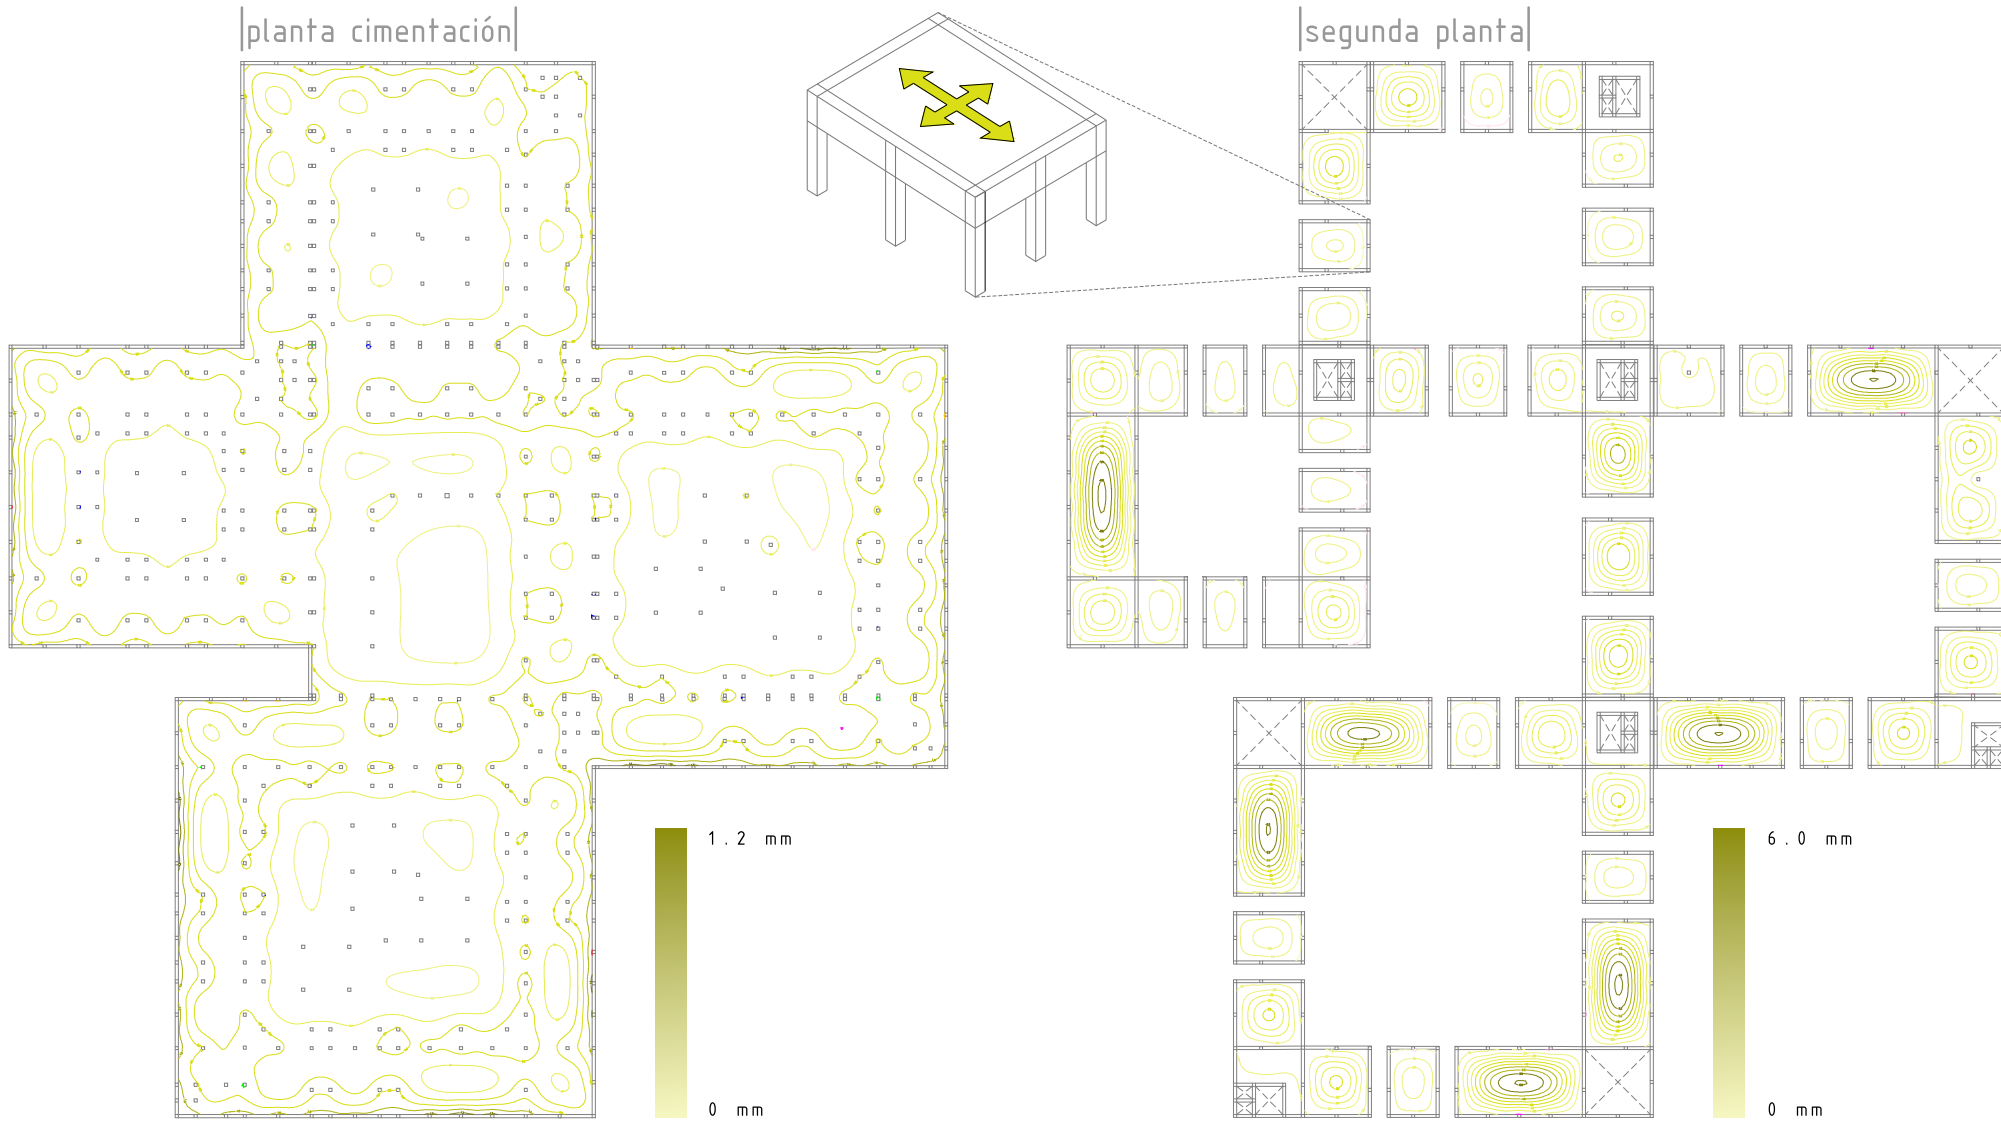 planta cimentación
segunda planta
1.2 mm
0 mm
6.0 mm
0 mm